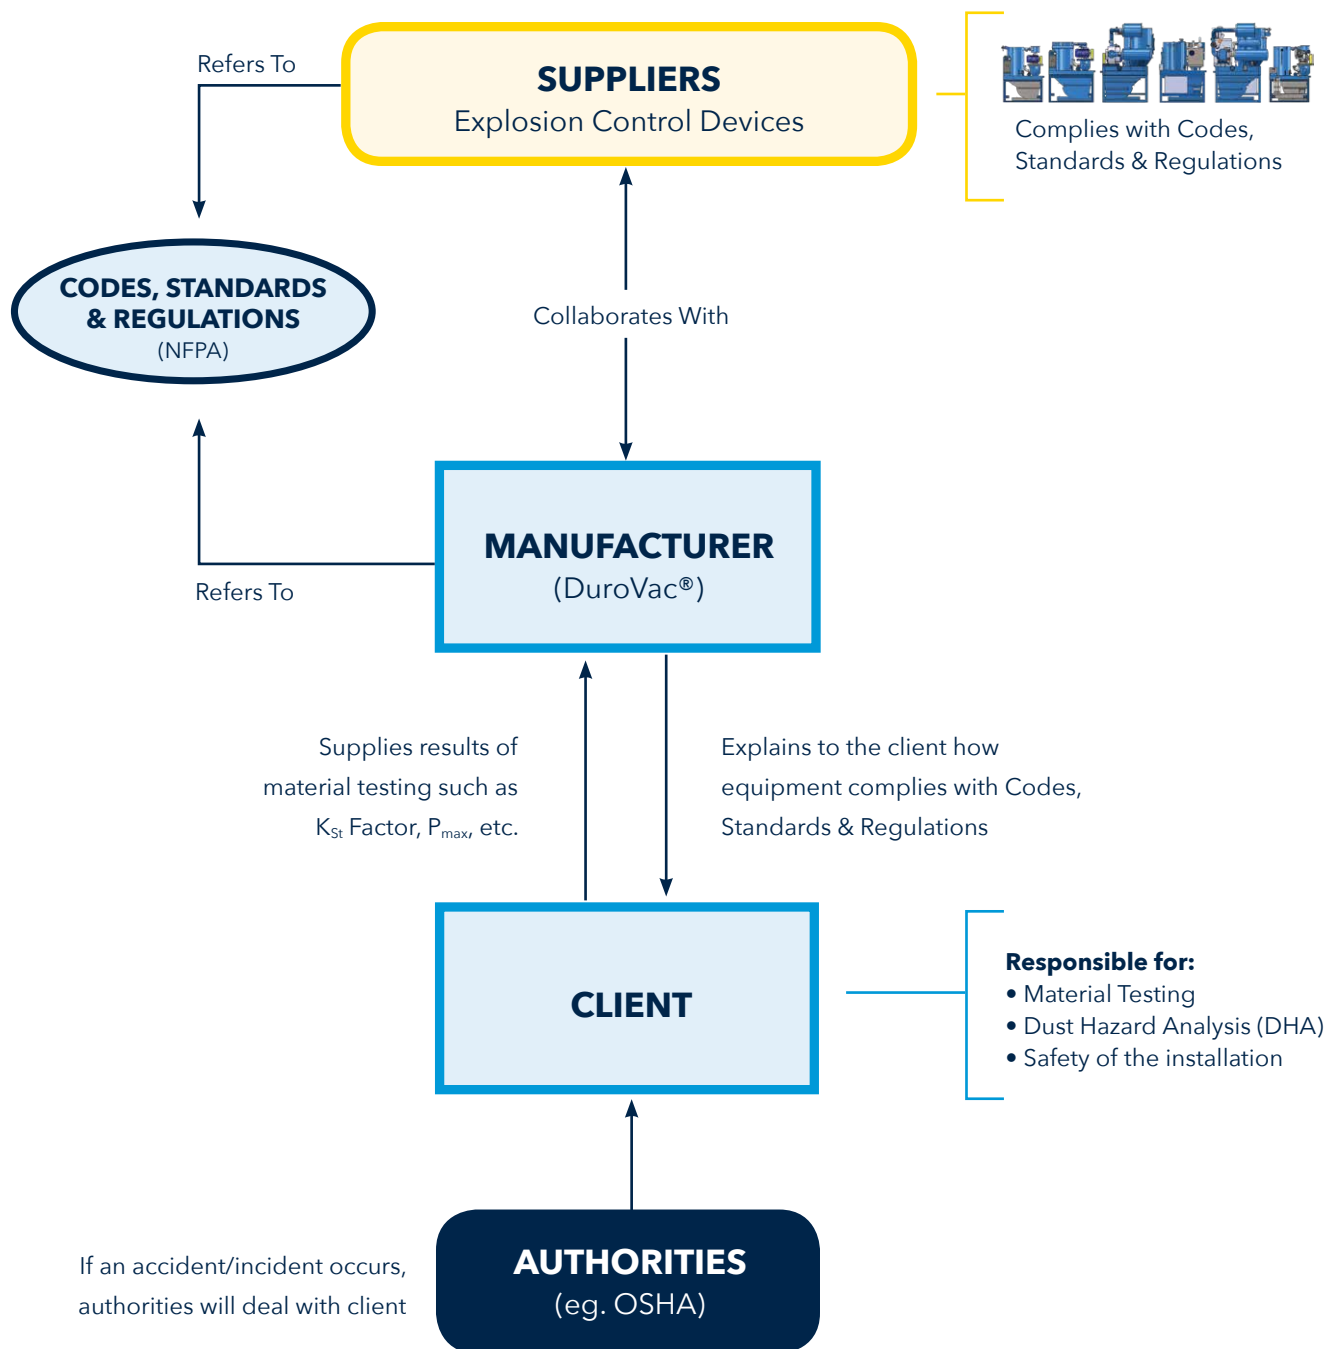 Refers To
SUPPLIERS
Explosion Control Devices
Complies with Codes,
Standards & Regulations
CODES, STANDARDS
& REGULATIONS
(NFPA)
Collaborates With
MANUFACTURER
(DuroVac®)
Refers To
Supplies results of
material testing such as
KSt Factor, Pmax, etc.
Explains to the client how
equipment complies with Codes,
Standards & Regulations
CLIENT
Responsible for:
• Material Testing
• Dust Hazard Analysis (DHA)
• Safety of the installation
If an accident/incident occurs,
authorities will deal with client
AUTHORITIES
(eg. OSHA)